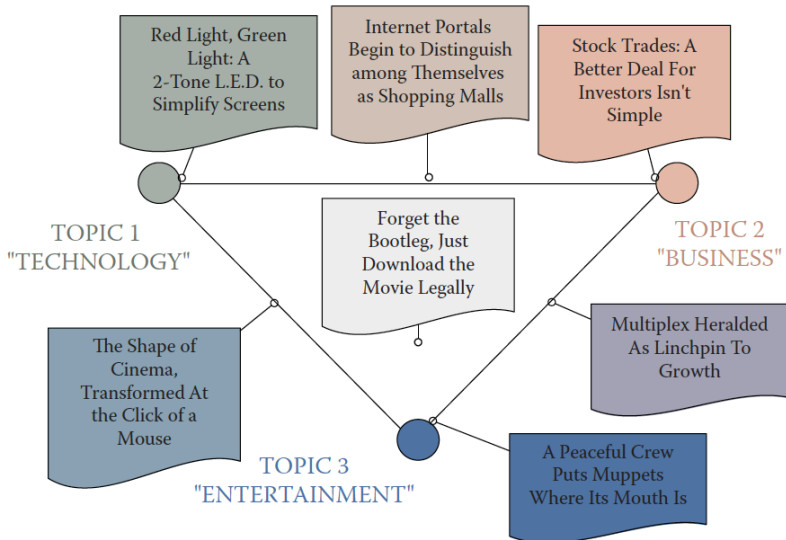 Red Light, Green
Light: A
2-Tone L.E.D. to
Simplify Screens
Internet Portals
Begin to Distinguish
among Themselves
as Shopping Malls
Stock Trades: A
Better Deal For
Investors Isn't
Simple
TOPIC 1
"TECHNOLOGY"
Forget the
Bootleg, Just
Download the
Movie Legally
TOPIC 2
"BUSINESS"
The Shape of
Cinema,
Transformed At
the Click of a
Mouse
Multiplex Heralded
As Linchpin To
Growth
TOPIC 3
"ENTERTAINMENT"
A Peaceful Crew
Puts Muppets
Where Its Mouth Is